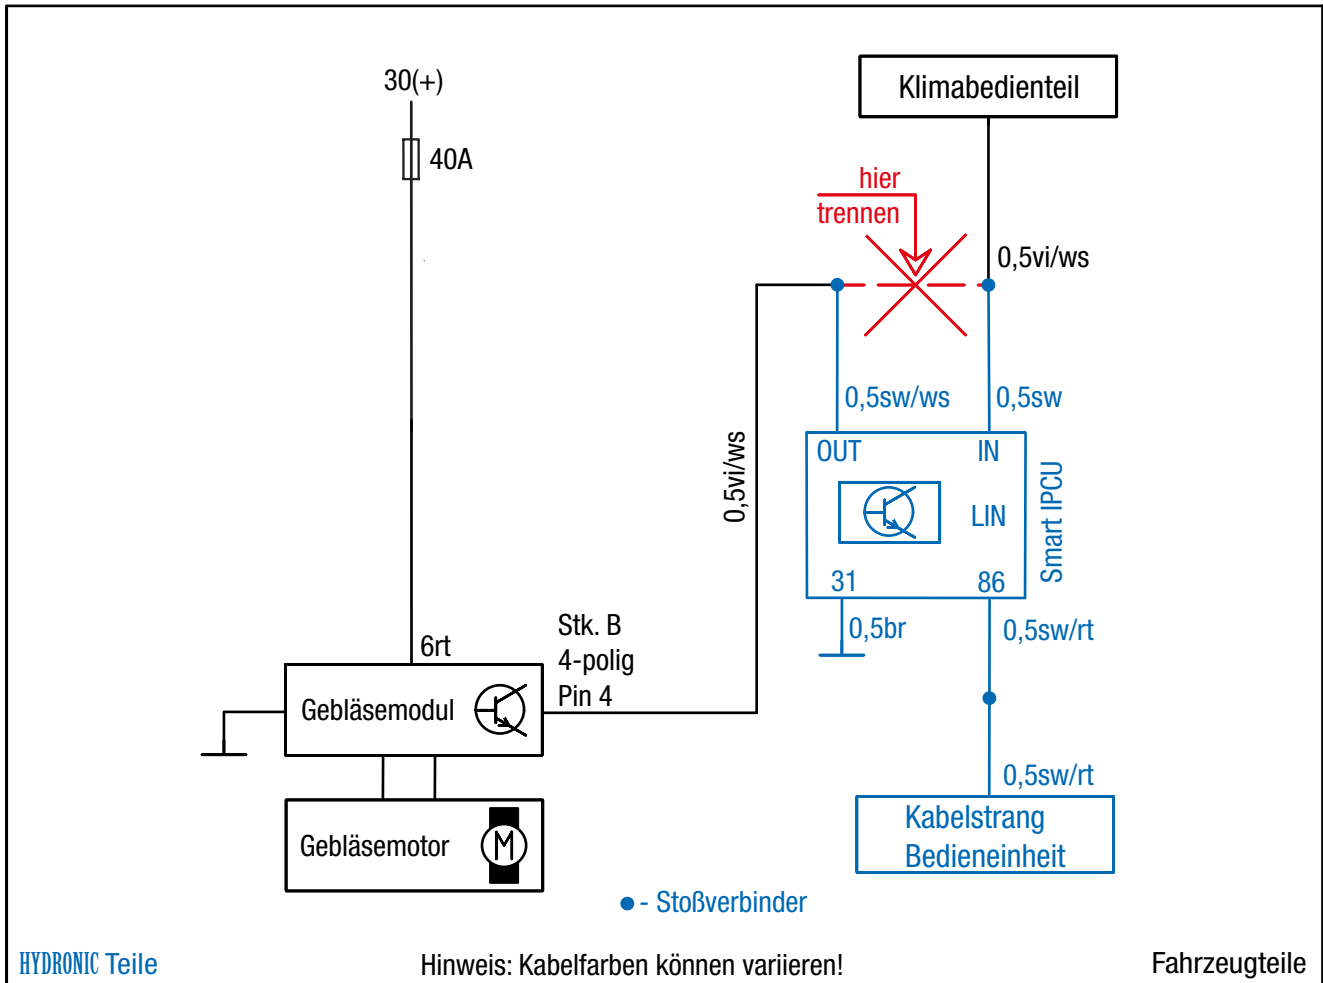 30(+)
40A
Klimabedienteil
hier
trennen
0,5vi/ws
0,5sw/ws
0,5sw
0,5vi/ws
OUT
IN
LIN
Smart IPCU
31
86
0,5br
0,5sw/rt
6rt
Stk. B
4-polig
Pin 4
Gebläsemodul
0,5sw/rt
Gebläsemotor
M
Kabelstrang
Bedieneinheit
- Stoßverbinder
HYDRONIC Teile
Hinweis: Kabelfarben können variieren!
Fahrzeugteile